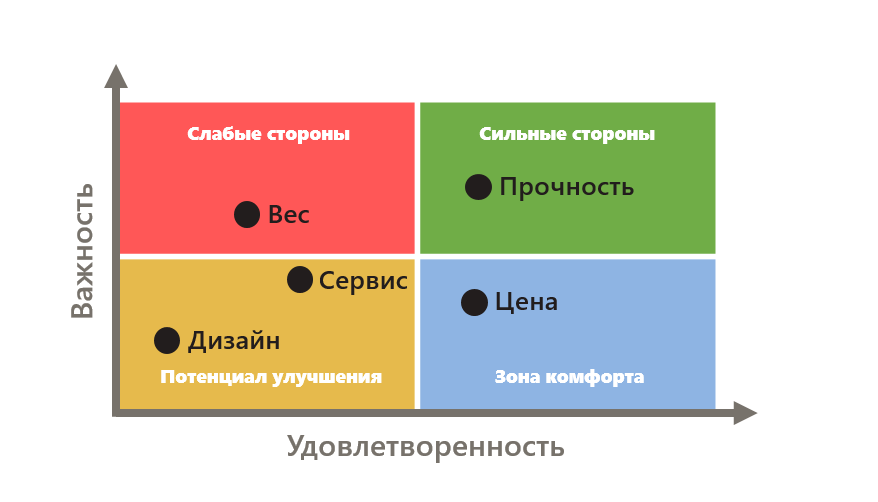 Важность
Слабые стороны
Сильные стороны
Вес
Прочность
Сервис
Дизайн
Цена
Потенциал улучшения
Зона комфорта
Удовлетворенность